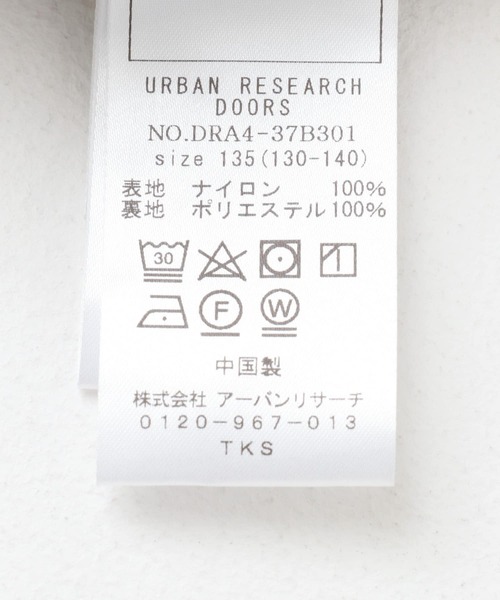 URBAN RESEARCH
DOORS
NO.DRA4-37B301
size 135(130-140)
表地 ナイロン 100%
裏地 ポリエステル100%
30
F W
中国製
株式会社 アーバンリサーチ
0120-967-013
TKS